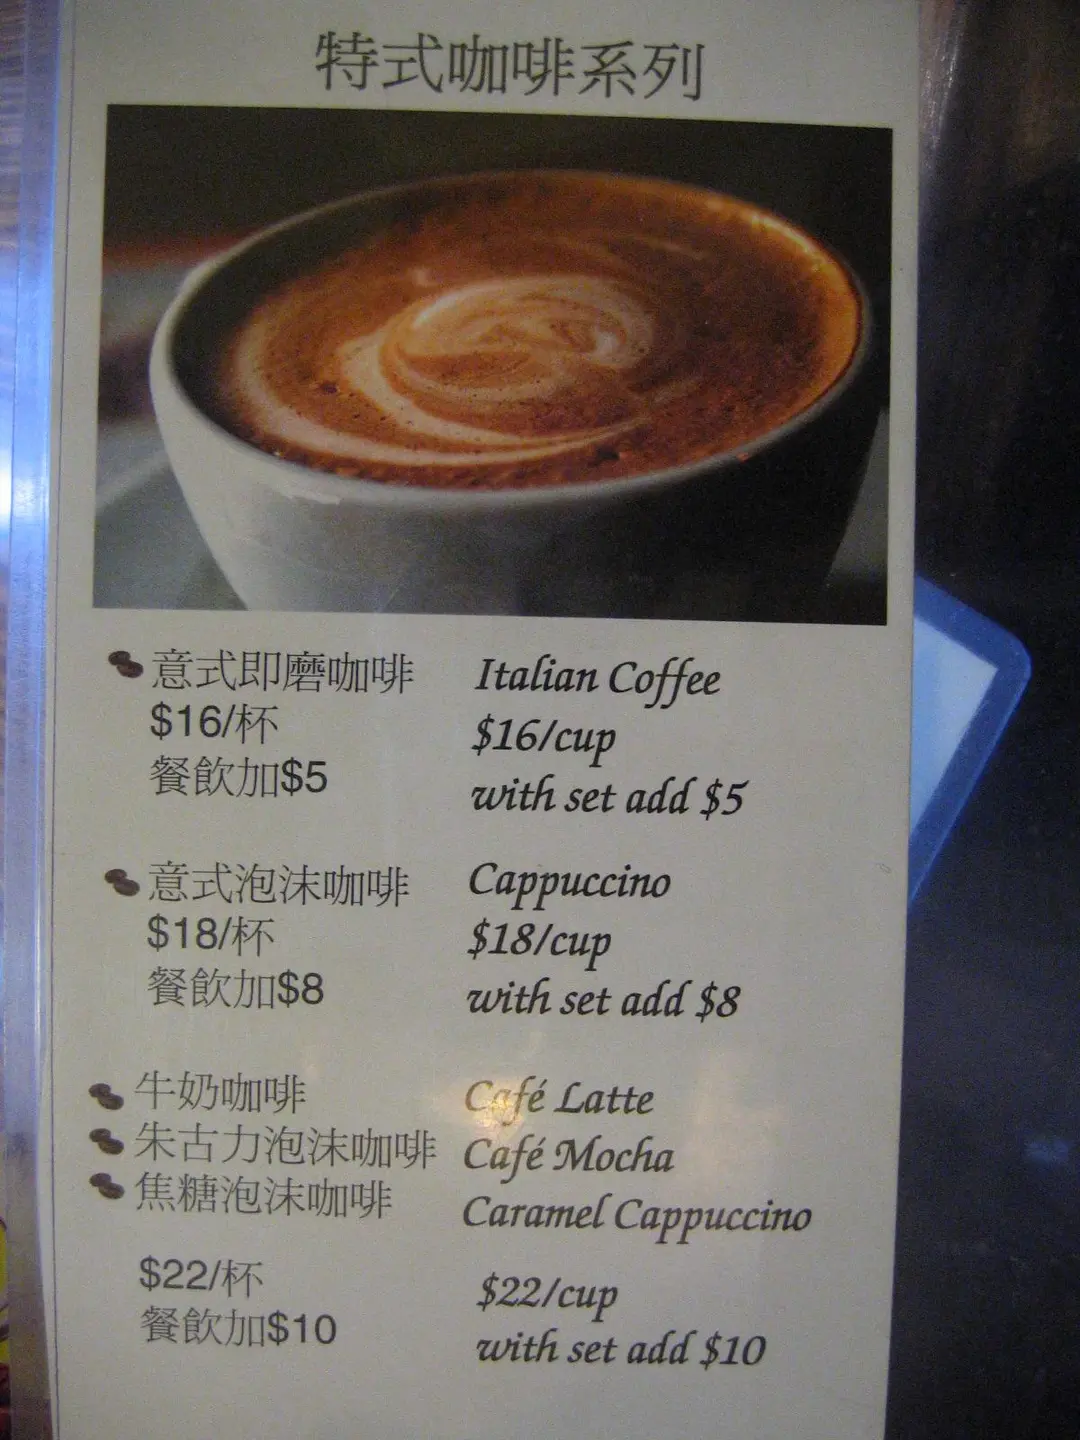 特式咖啡系列
意式即磨咖啡
$16/杯
餐飲加$5
Italian Coffee
$16/cup
with set add $5
意式泡沫咖啡
$18/杯
餐飲加$8
Cappuccino
$18/cup
with set add $8
牛奶咖啡
朱古力泡沫咖啡
焦糖泡沫咖啡
$22/杯
餐飲加$10
Café Latte
Café Mocha
Caramel Cappuccino
$22/cup
with set add $10